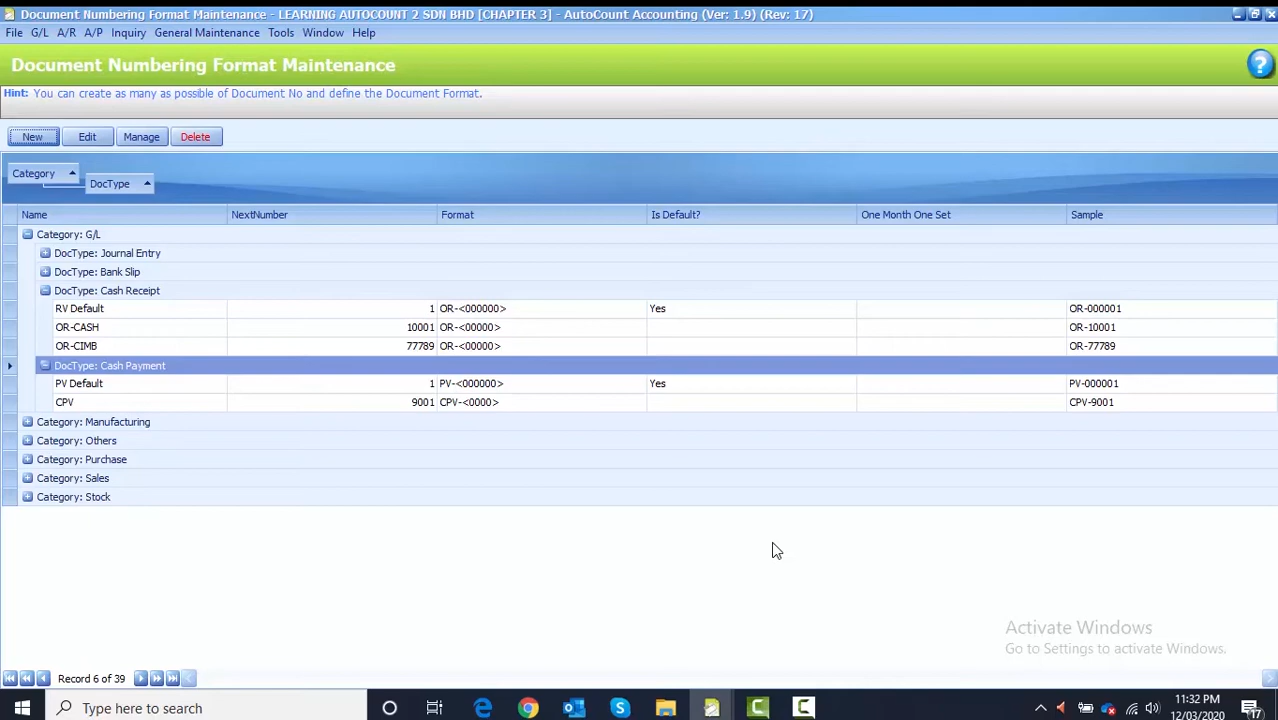 Document Numbering Format Maintenance - LEARNING AUTOCOUNT 2 SDN BHD [CHAPTER 3] - AutoCount Accounting (Ver: 1.9) (Rev: 17)
File G/L A/R A/P Inquiry General Maintenance Tools Window Help
Document Numbering Format Maintenance
?
Hint: You can create as many as possible of Document No and define the Document Format.
New Edit Manage Delete
Category
DocType
Name NextNumber Format Is Default? One Month One Set Sample
Category: G/L
DocType: Journal Entry
DocType: Bank Slip
DocType: Cash Receipt
RV Default 1 OR-<000000> Yes OR-000001
OR-CASH 10001 OR-<00000> OR-10001
OR-CIMB 77789 OR-<00000> OR-77789
DocType: Cash Payment
PV Default 1 PV-<000000> Yes PV-000001
CPV 9001 CPV-<0000> CPV-9001
Category: Manufacturing
Category: Others
Category: Purchase
Category: Sales
Category: Stock
Activate Windows
Go to Settings to activate Windows.
Record 6 of 39
Type here to search
11:32 PM
12/03/2020
17